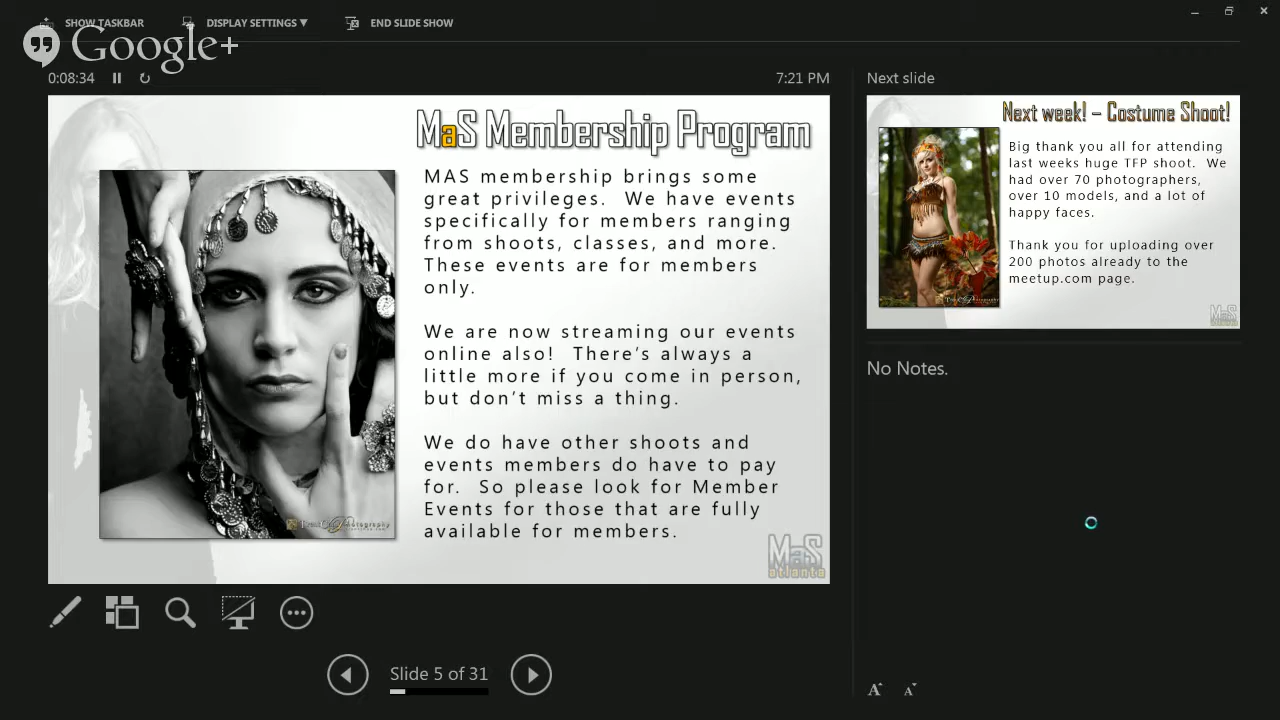 SHOW TASKBAR
DISPLAY SETTINGS ▼
END SLIDE SHOW
Google+
0:08:34
7:21 PM
Next slide
MaS Membership Program
MAS membership brings some
great privileges. We have events
specifically for members ranging
from shoots, classes, and more.
These events are for members
only.
We are now streaming our events
online also! There's always a
little more if you come in person,
but don't miss a thing.
We do have other shoots and
events members do have to pay
for. So please look for Member
Events for those that are fully
available for members.
Photography
MaS
atlanta
Next week! – Costume Shoot!
Big thank you all for attending
last weeks huge TFP shoot. We
had over 70 photographers,
over 10 models, and a lot of
happy faces.
Thank you for uploading over
200 photos already to the
meetup.com page.
MaS
atlanta
No Notes.
Slide 5 of 31
A A